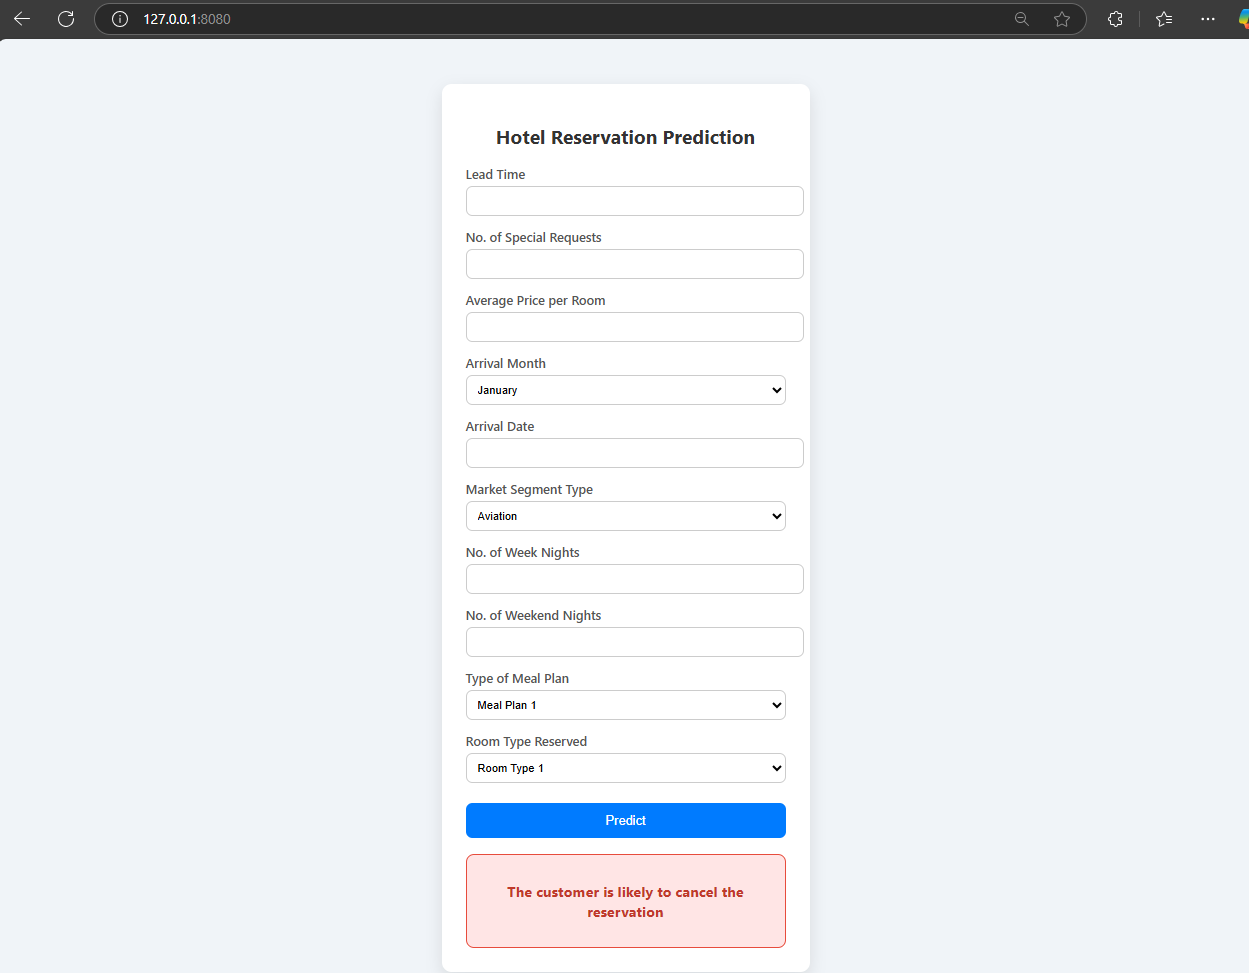 127.0.0.1:8080
Hotel Reservation Prediction
Lead Time
No. of Special Requests
Average Price per Room
Arrival Month
January
Arrival Date
Market Segment Type
Aviation
No. of Week Nights
No. of Weekend Nights
Type of Meal Plan
Meal Plan 1
Room Type Reserved
Room Type 1
Predict
The customer is likely to cancel the
reservation